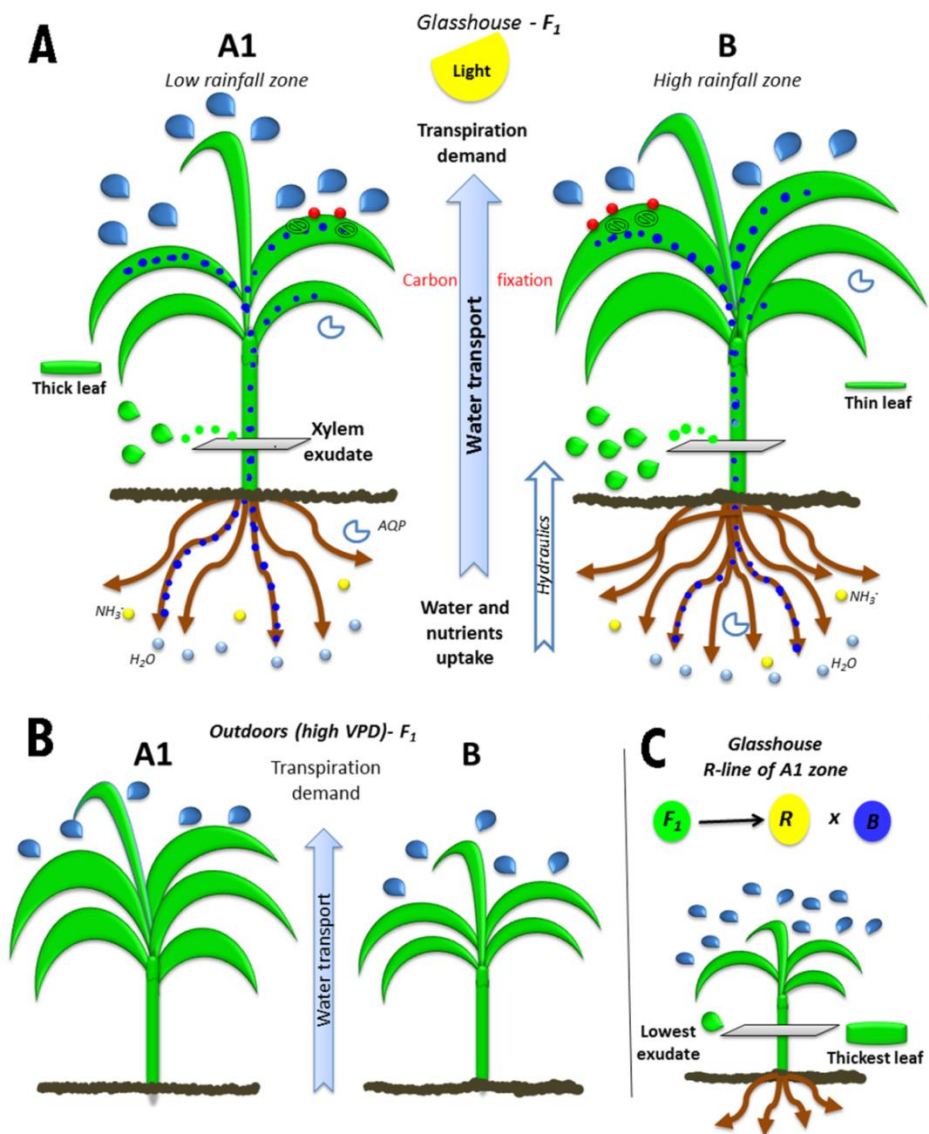 A
A1
Low rainfall zone
Glasshouse - F₁
Light
Transpiration
demand
B
High rainfall zone
Carbon fixation
Water transport
Thick leaf
Thin leaf
Xylem
exudate
Hydraulics
AQP
NH₃⁻
H₂O
Water and
nutrients
uptake
NH₃⁻
H₂O
B
Outdoors (high VPD)- F₁
A1
Transpiration
demand
B
Water transport
C
Glasshouse
R-line of A1 zone
F₁ R x B
Lowest
exudate
Thickest leaf